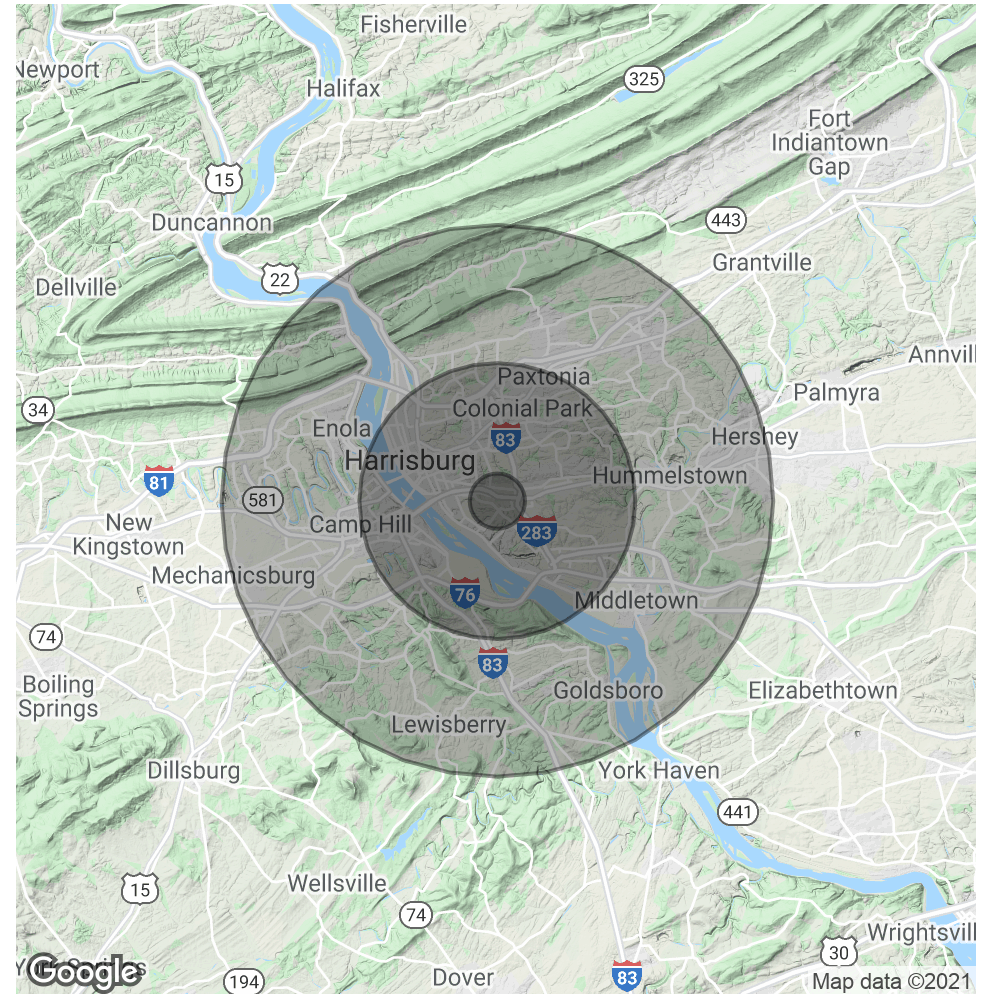 Fisherville
Newport
Halifax
325
Fort
Indiantown
Gap
15
Duncannon
443
22
Grantville
Dellville
Annvill
Paxtonia
Palmyra
34
Colonial Park
Enola
83
Hershey
Harrisburg
Hummelstown
81
581
Camp Hill
New
Kingstown
283
Mechanicsburg
76
Middletown
74
83
Boiling
Springs
Goldsboro
Elizabethtown
Lewisberry
Dillsburg
York Haven
441
Wellsville
15
74
Wrightsvill
30
Google
194
Dover
83
Map data ©2021